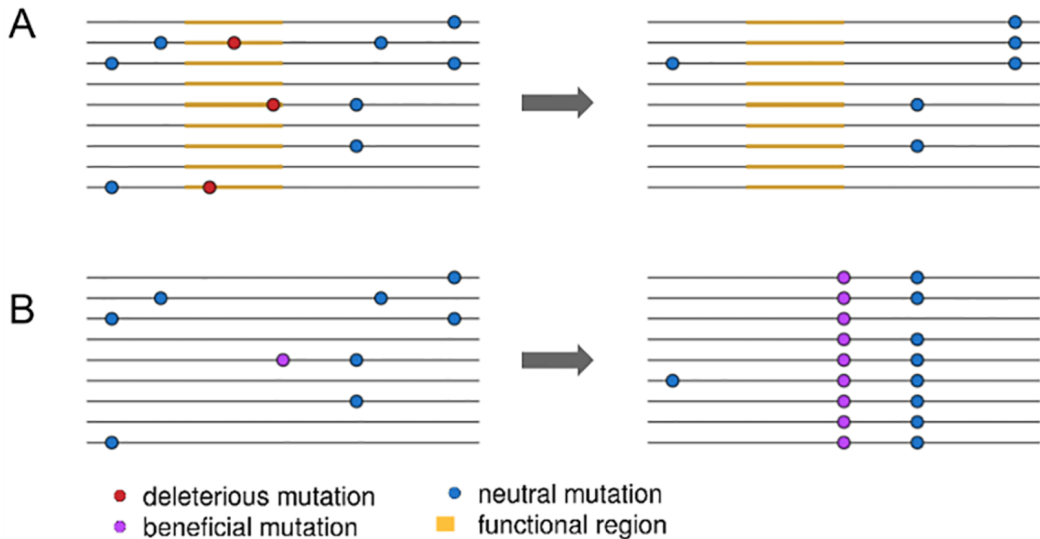 A
B
deleterious mutation
neutral mutation
beneficial mutation
functional region